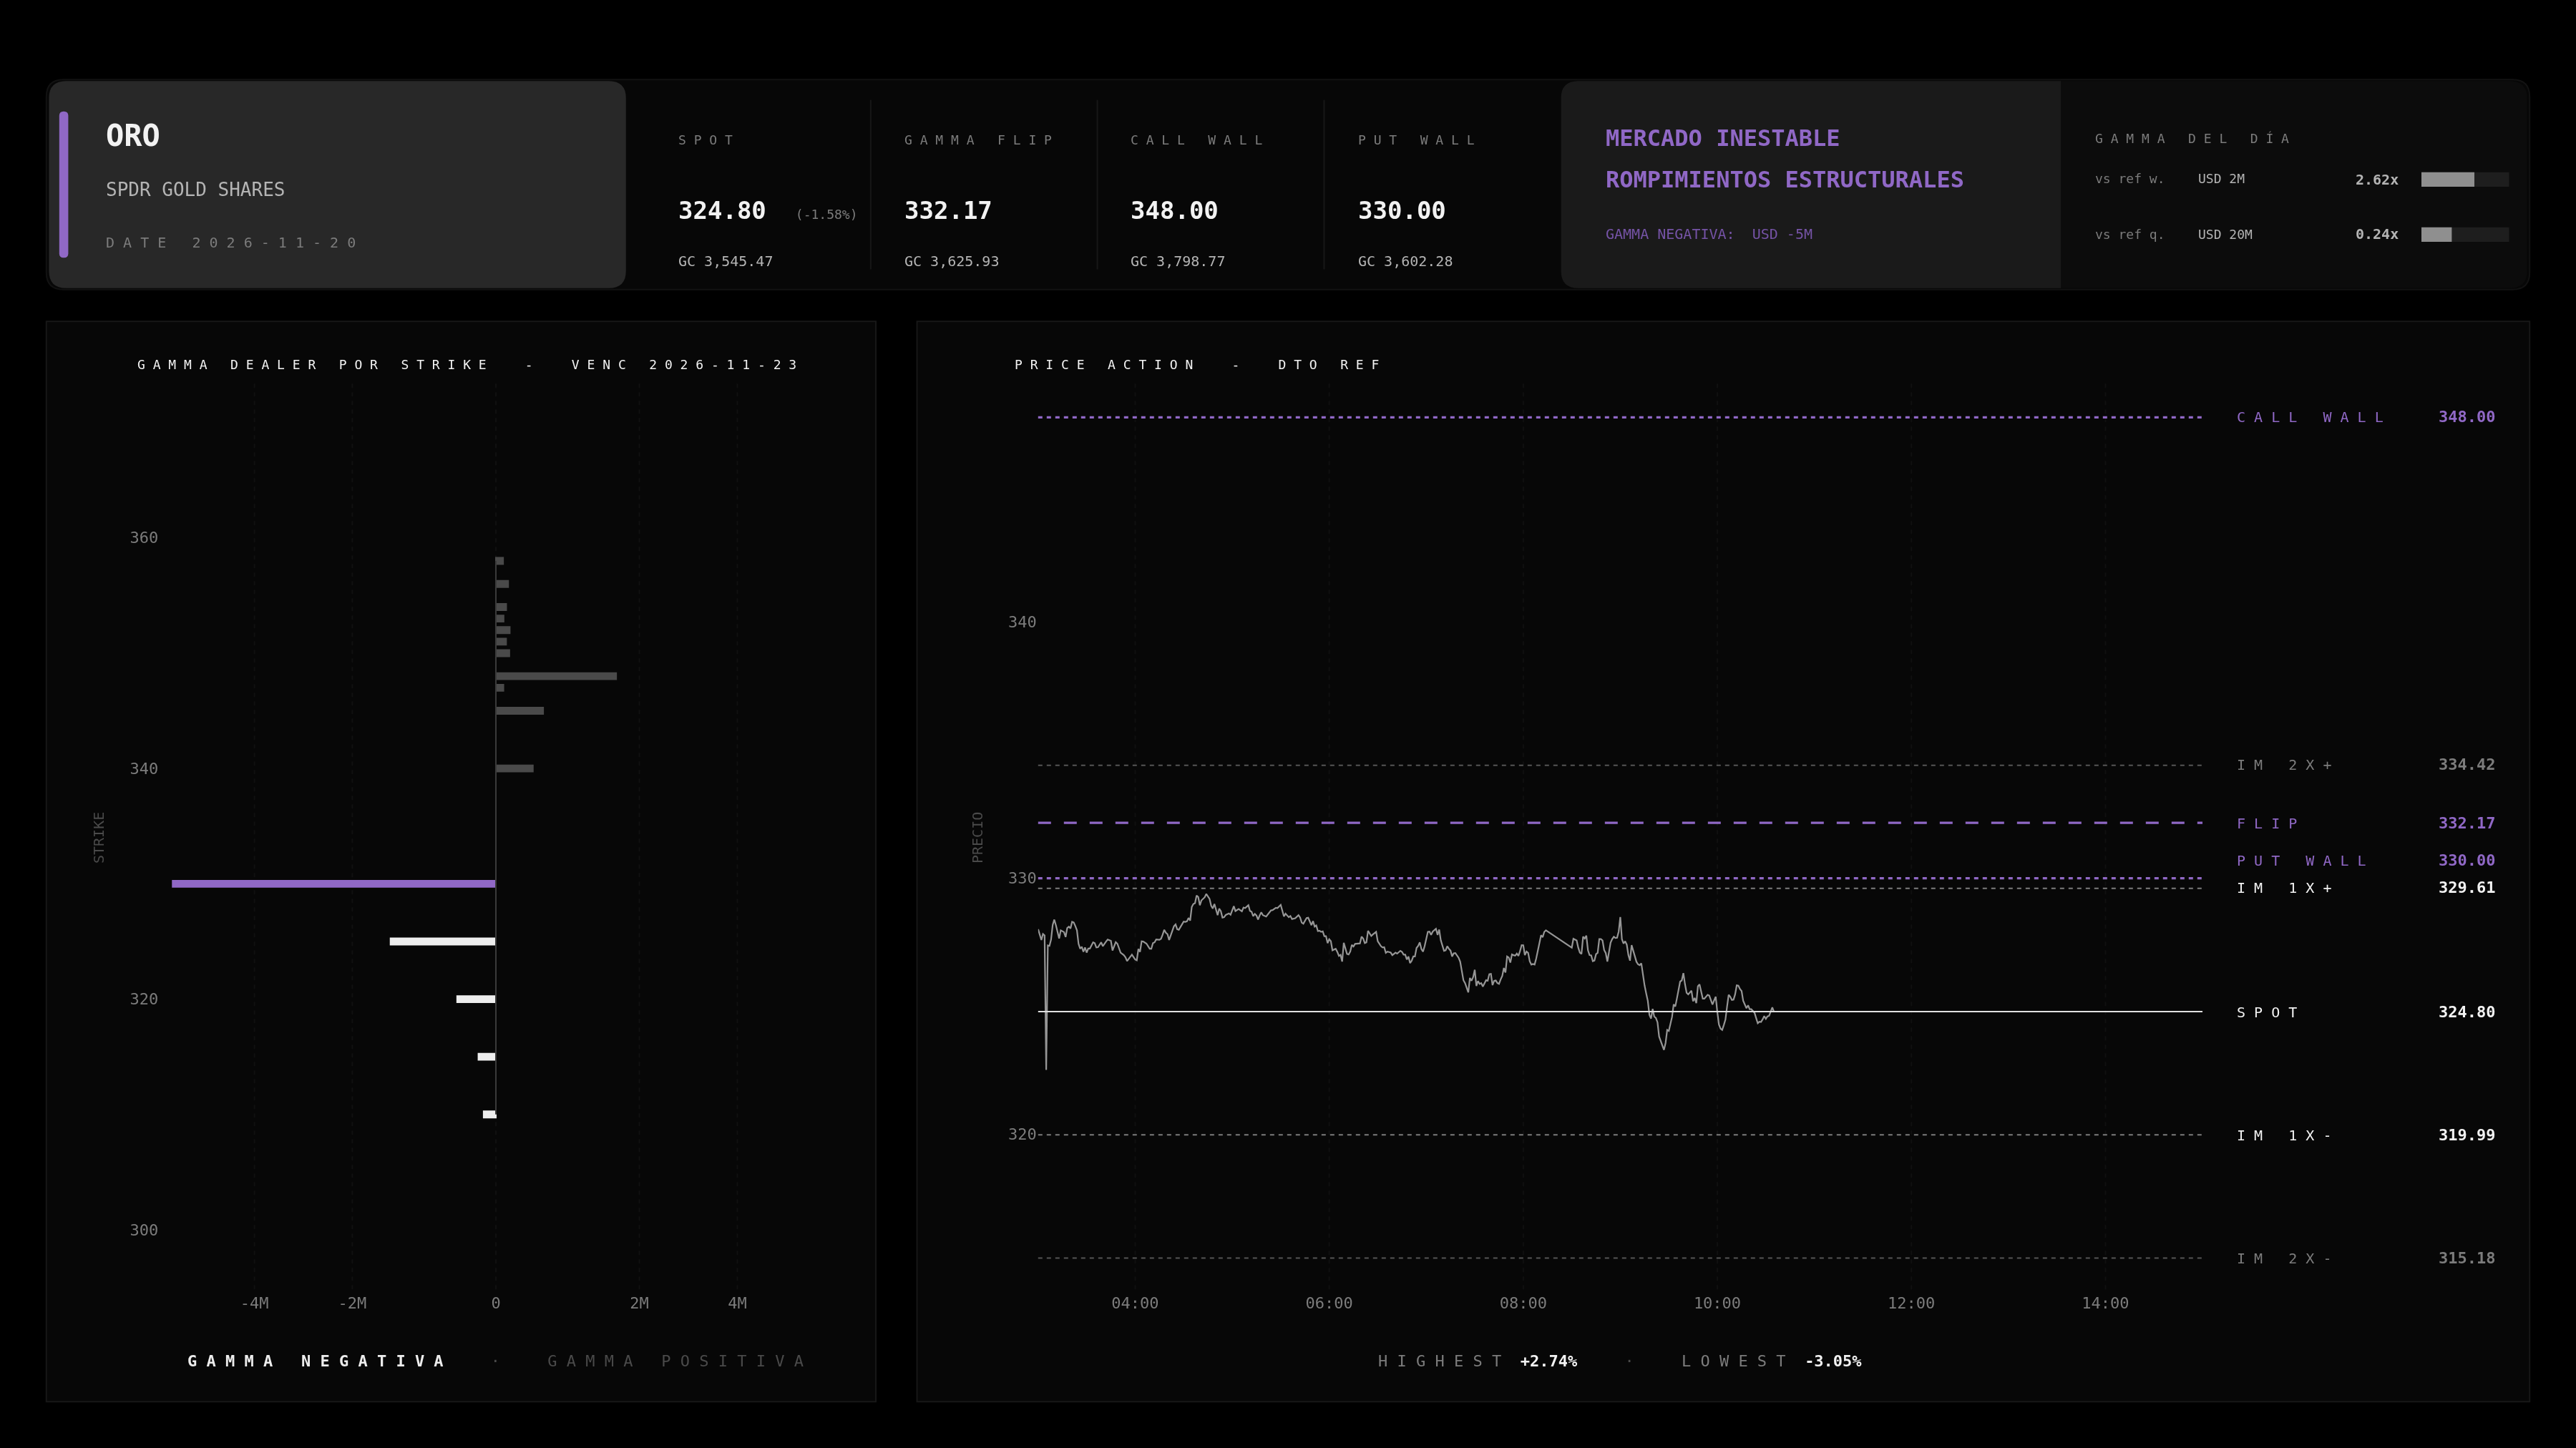 ORO
SPDR GOLD SHARES
DATE 2026-11-20
SPOT
324.80 (-1.58%)
GC 3,545.47
GAMMA FLIP
332.17
GC 3,625.93
CALL WALL
348.00
GC 3,798.77
PUT WALL
330.00
GC 3,602.28
MERCADO INESTABLE
ROMPIMIENTOS ESTRUCTURALES
GAMMA NEGATIVA: USD -5M
GAMMA DEL DÍA
vs ref w. USD 2M 2.62x
vs ref q. USD 20M 0.24x
GAMMA DEALER POR STRIKE - VENC 2026-11-23
STRIKE
360
340
320
300
-4M -2M 0 2M 4M
GAMMA NEGATIVA · GAMMA POSITIVA
PRICE ACTION - DTO REF
PRECIO
340
330
320
CALL WALL 348.00
IM 2X+ 334.42
FLIP 332.17
PUT WALL 330.00
IM 1X+ 329.61
SPOT 324.80
IM 1X- 319.99
IM 2X- 315.18
04:00 06:00 08:00 10:00 12:00 14:00
HIGHEST +2.74% · LOWEST -3.05%